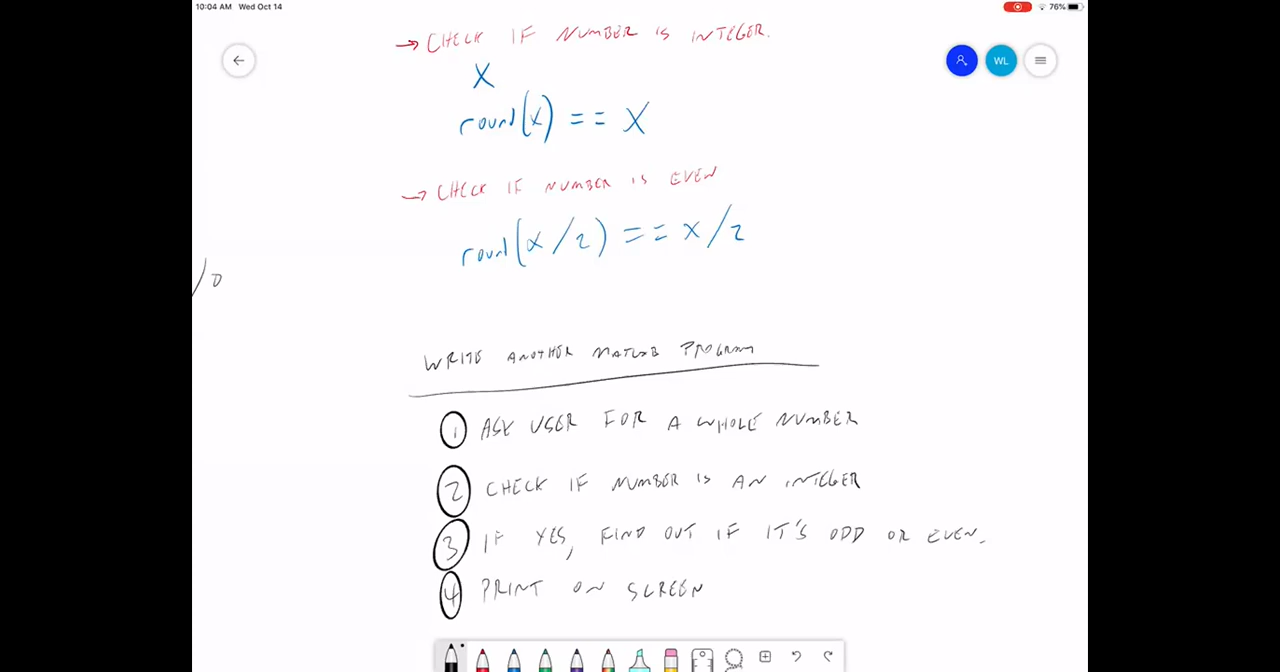 10:04 AM Wed Oct 14
76%
→ CHECK IF NUMBER IS INTEGER.
WL
X
round(x) == X
→ CHECK IF NUMBER IS EVEN
round(x/2) == x/2
WRITE ANOTHER MATLAB PROGRAM
1 ASK USER FOR A WHOLE NUMBER
2 CHECK IF NUMBER IS AN INTEGER
3 IF YES, FIND OUT IF IT'S ODD OR EVEN.
4 PRINT ON SCREEN